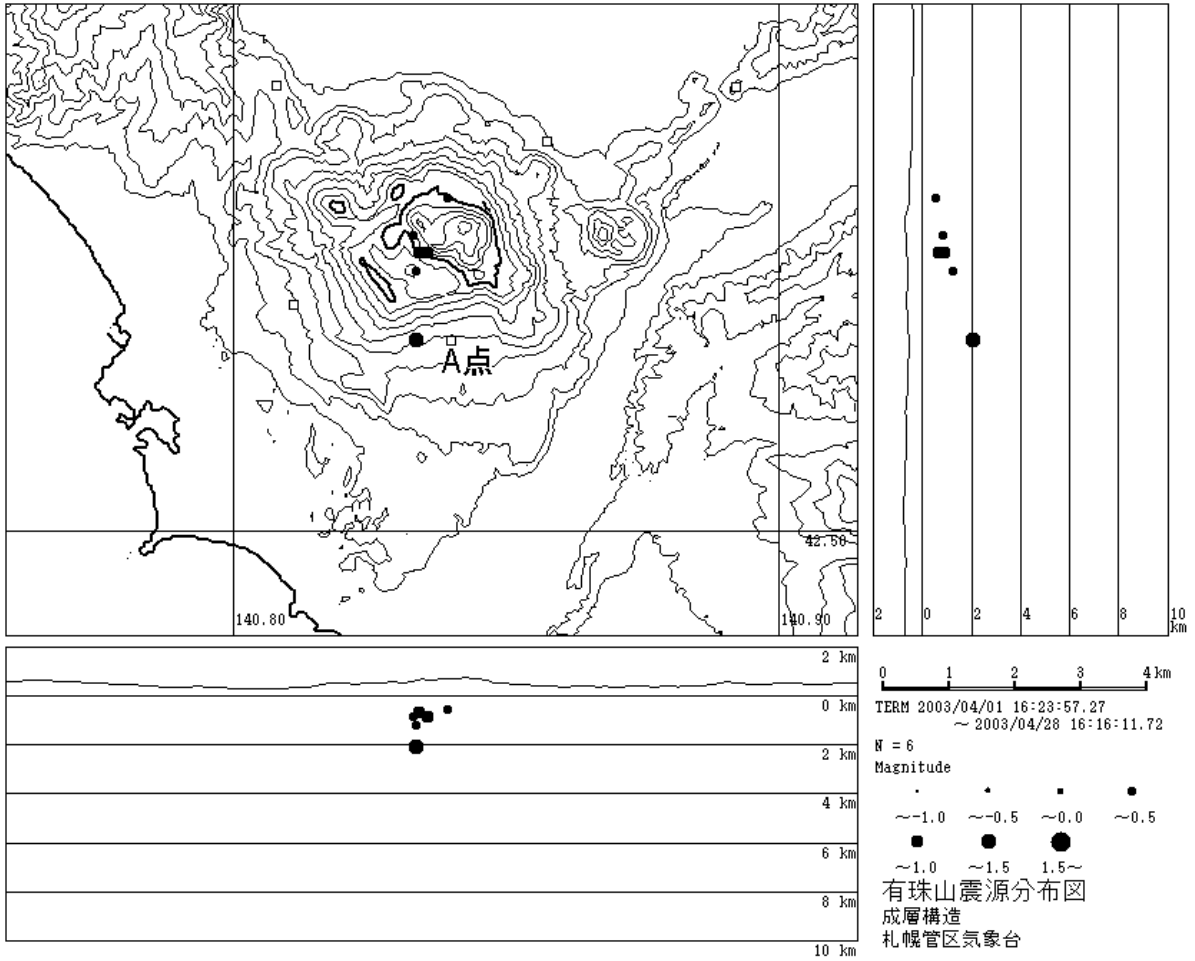 A点
42.50
140.80
140.90
2 0 2 4 6 8 10
km
2 km
0 km
2 km
4 km
6 km
8 km
10 km
0 1 2 3 4 km
TERM 2003/04/01 16:23:57.27
～ 2003/04/28 16:16:11.72
N = 6
Magnitude
～-1.0 ～-0.5 ～0.0 ～0.5
～1.0 ～1.5 1.5～
有珠山震源分布図
成層構造
札幌管区気象台